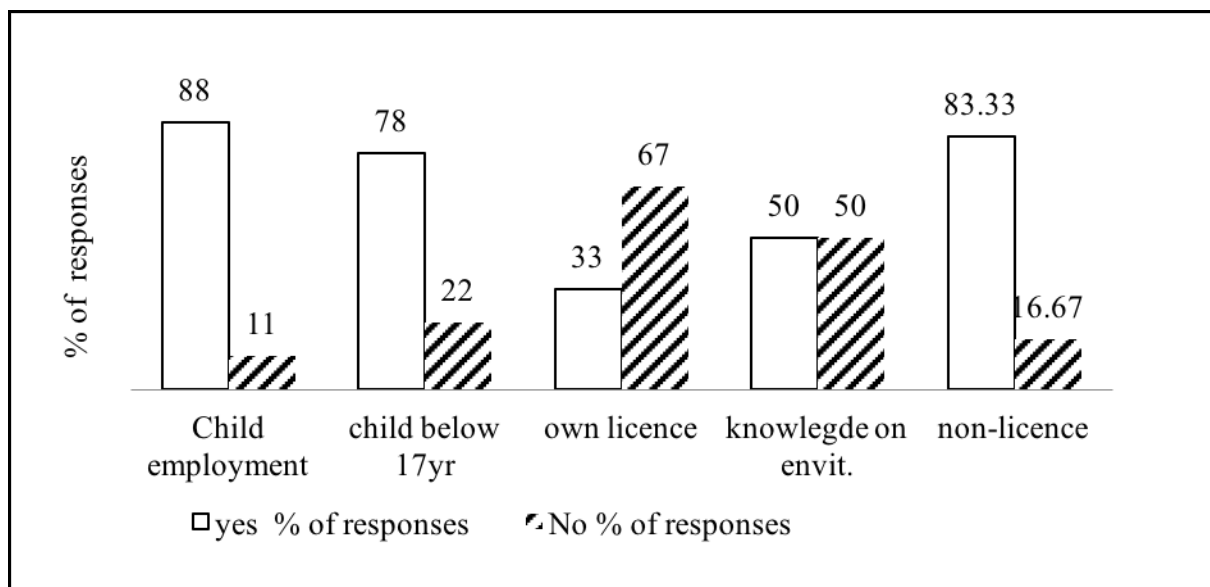 88
11
78
22
33
67
50
50
83.33
16.67
% of responses
Child
employment
child below
17yr
own licence
knowlegde on
envit.
non-licence
yes % of responses
No % of responses